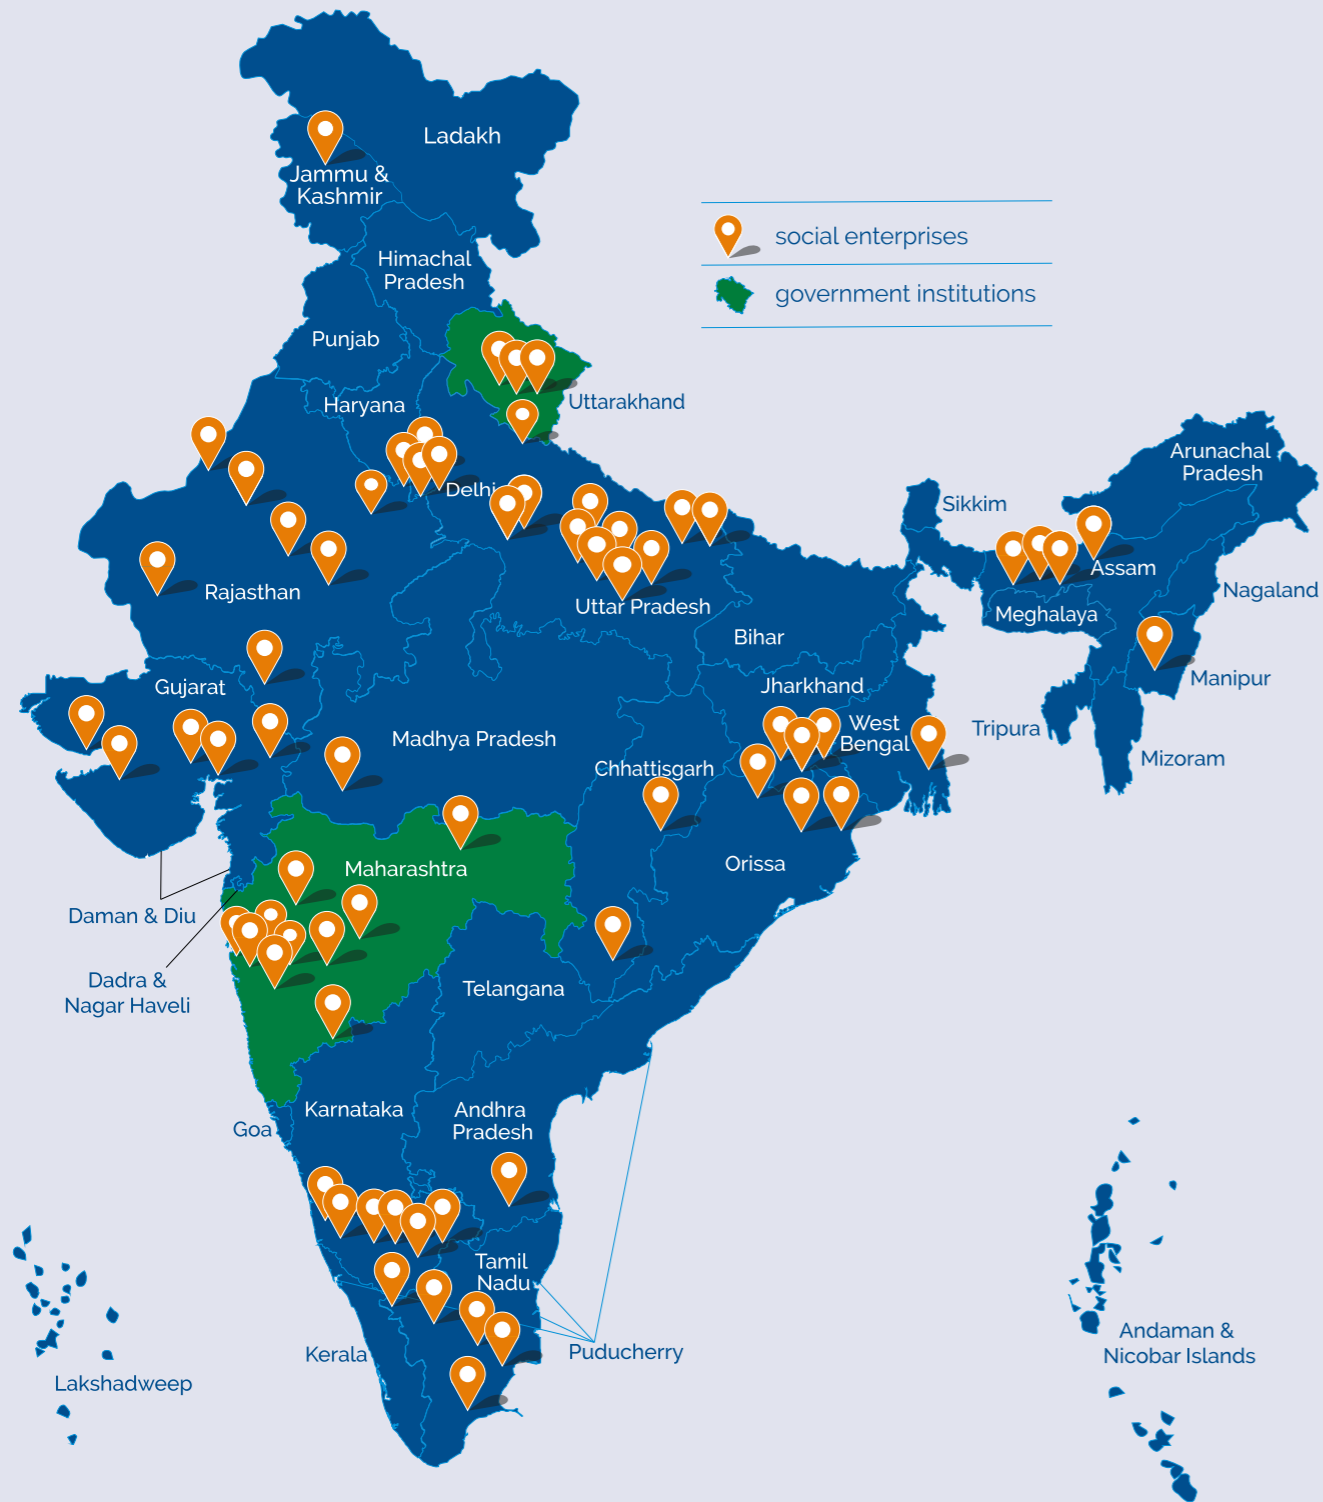 Ladakh
Jammu &
Kashmir
social enterprises
Himachal
Pradesh
government institutions
Punjab
Uttarakhand
Haryana
Arunachal
Pradesh
Delhi
Sikkim
Assam
Rajasthan
Nagaland
Uttar Pradesh
Meghalaya
Bihar
Manipur
Gujarat
Jharkhand
Madhya Pradesh
West
Bengal
Tripura
Mizoram
Chhattisgarh
Maharashtra
Orissa
Daman & Diu
Dadra &
Nagar Haveli
Telangana
Karnataka
Andhra
Pradesh
Goa
Tamil
Nadu
Kerala
Puducherry
Andaman &
Nicobar Islands
Lakshadweep